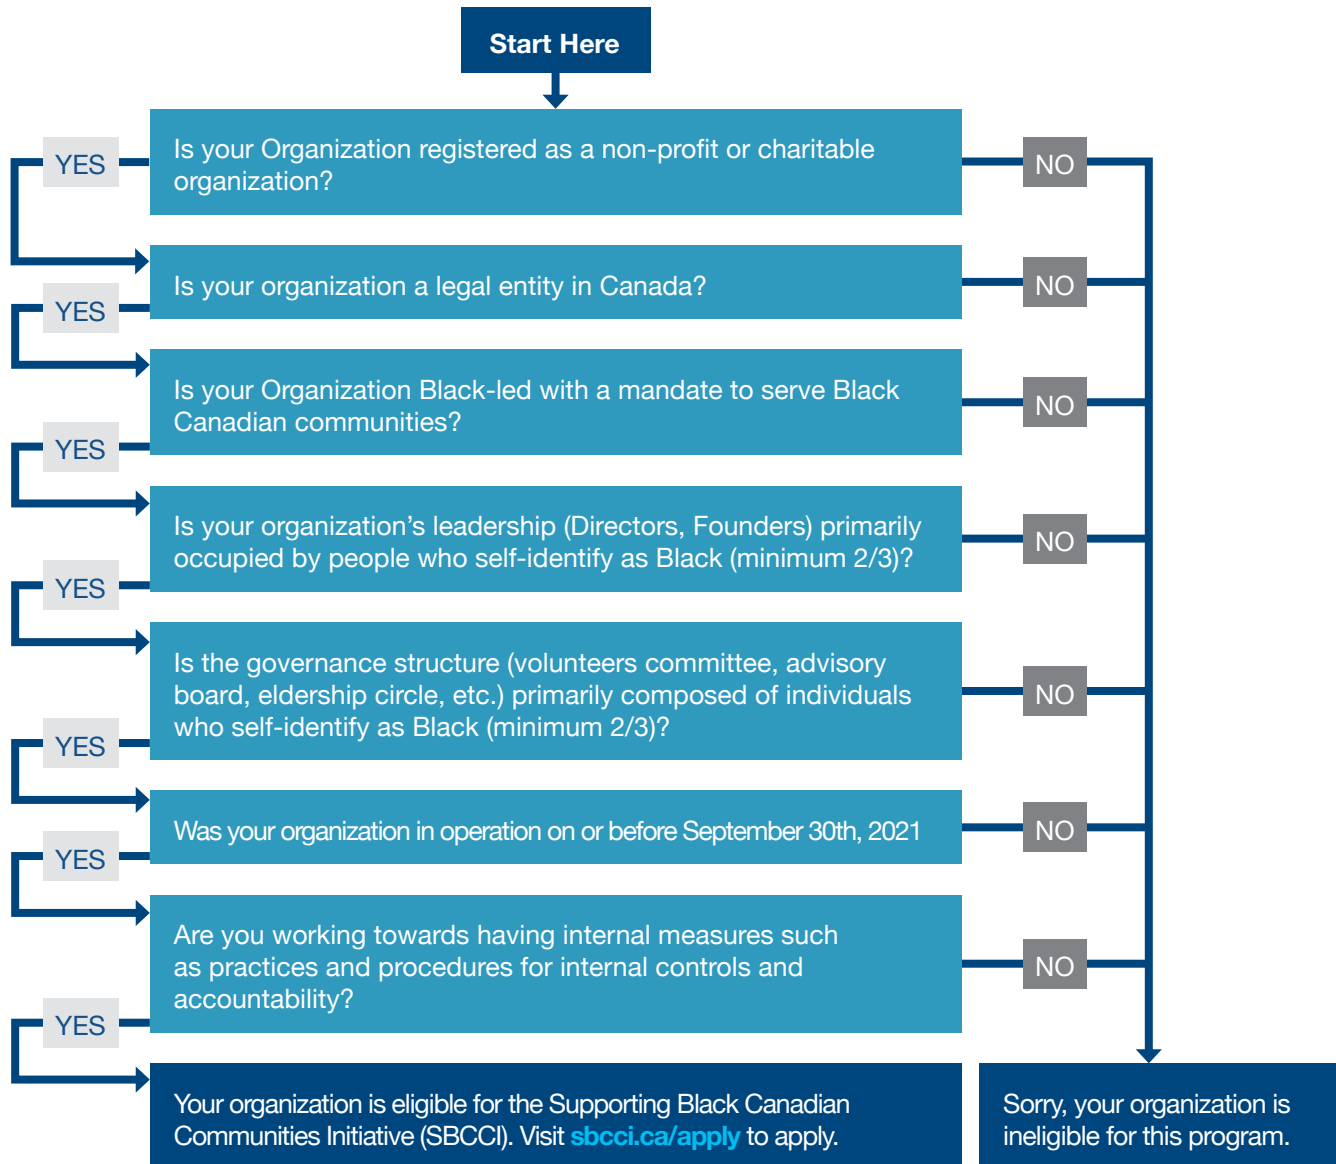 Start Here
Is your Organization registered as a non-profit or charitable
organization?
YES
NO
Is your organization a legal entity in Canada?
YES
NO
Is your Organization Black-led with a mandate to serve Black
Canadian communities?
YES
NO
Is your organization’s leadership (Directors, Founders) primarily
occupied by people who self-identify as Black (minimum 2/3)?
YES
NO
Is the governance structure (volunteers committee, advisory
board, eldership circle, etc.) primarily composed of individuals
who self-identify as Black (minimum 2/3)?
YES
NO
Was your organization in operation on or before September 30th, 2021
YES
NO
Are you working towards having internal measures such
as practices and procedures for internal controls and
accountability?
YES
NO
Your organization is eligible for the Supporting Black Canadian
Communities Initiative (SBCCI). Visit sbcci.ca/apply to apply.
Sorry, your organization is
ineligible for this program.